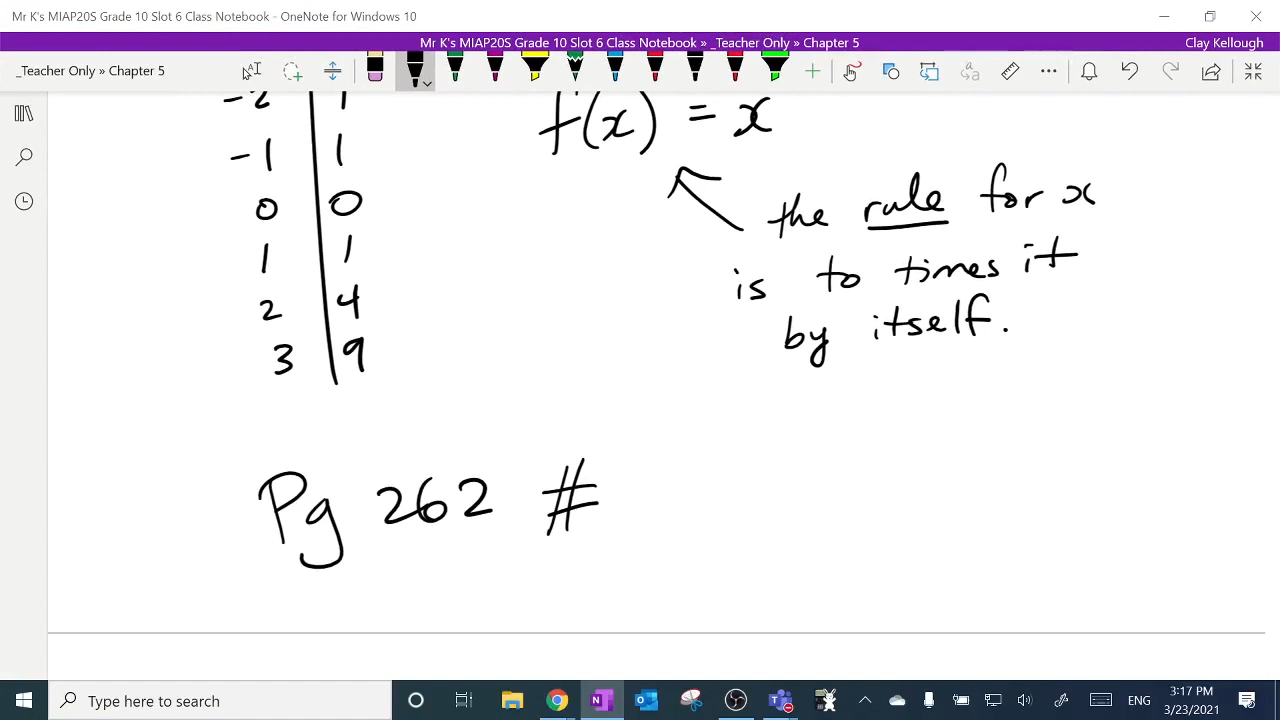 Mr K's MIAP20S Grade 10 Slot 6 Class Notebook - OneNote for Windows 10
Mr K's MIAP20S Grade 10 Slot 6 Class Notebook » _Teacher Only » Chapter 5
Clay Kellough
_Teacher Only » Chapter 5
-2 1
f(x) = x
-1 1
0 0
1 1
2 4
3 9
the rule for x
is to times it
by itself.
Pg 262 #
Type here to search
ENG
3:17 PM
3/23/2021